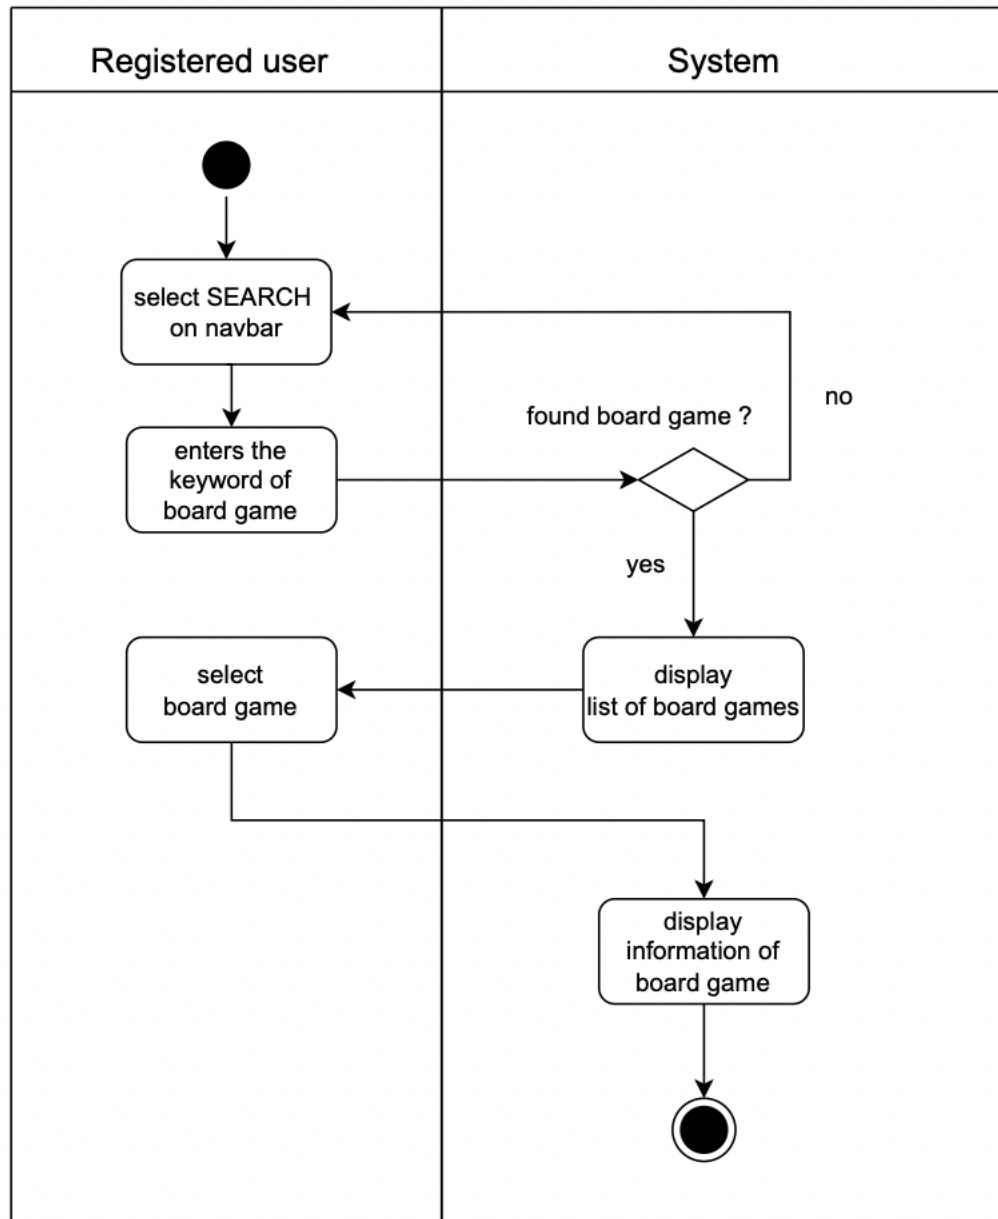 Registered user
System
select SEARCH
on navbar
no
found board game ?
enters the
keyword of
board game
yes
select
board game
display
list of board games
display
information of
board game